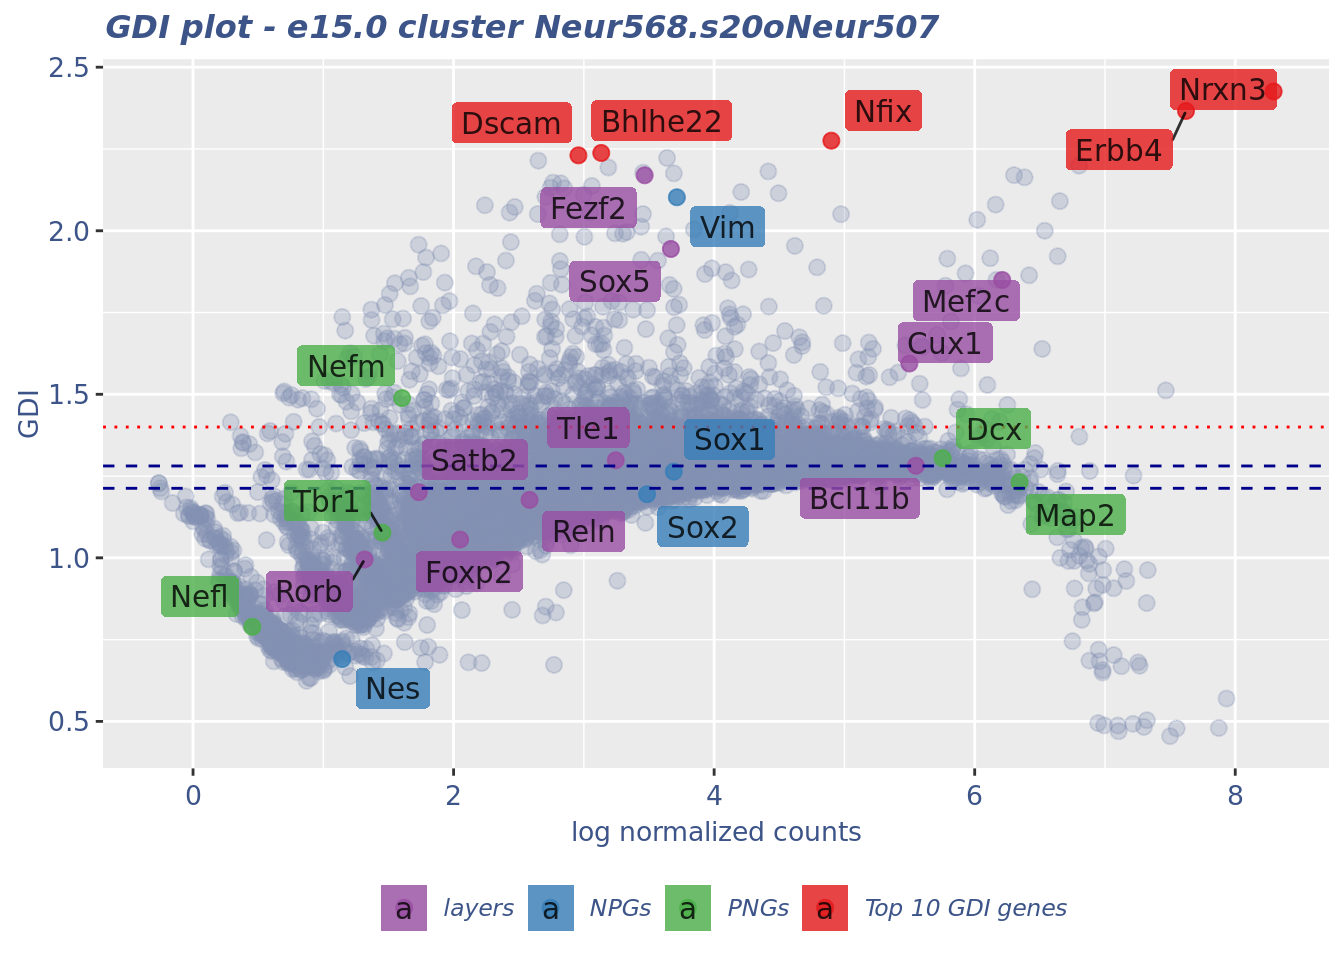 GDI plot - e15.0 cluster Neur568.s20oNeur507
2.5
2.0
1.5
1.0
0.5
GDI
Nrxn3
Nfix
Dscam
Bhlhe22
Erbb4
Fezf2
Vim
Sox5
Mef2c
Cux1
Nefm
Tle1
Dcx
Sox1
Satb2
Bcl11b
Tbr1
Map2
Sox2
Reln
Foxp2
Rorb
Nefl
Nes
0
2
4
6
8
log normalized counts
a layers a NPGs a PNGs a Top 10 GDI genes